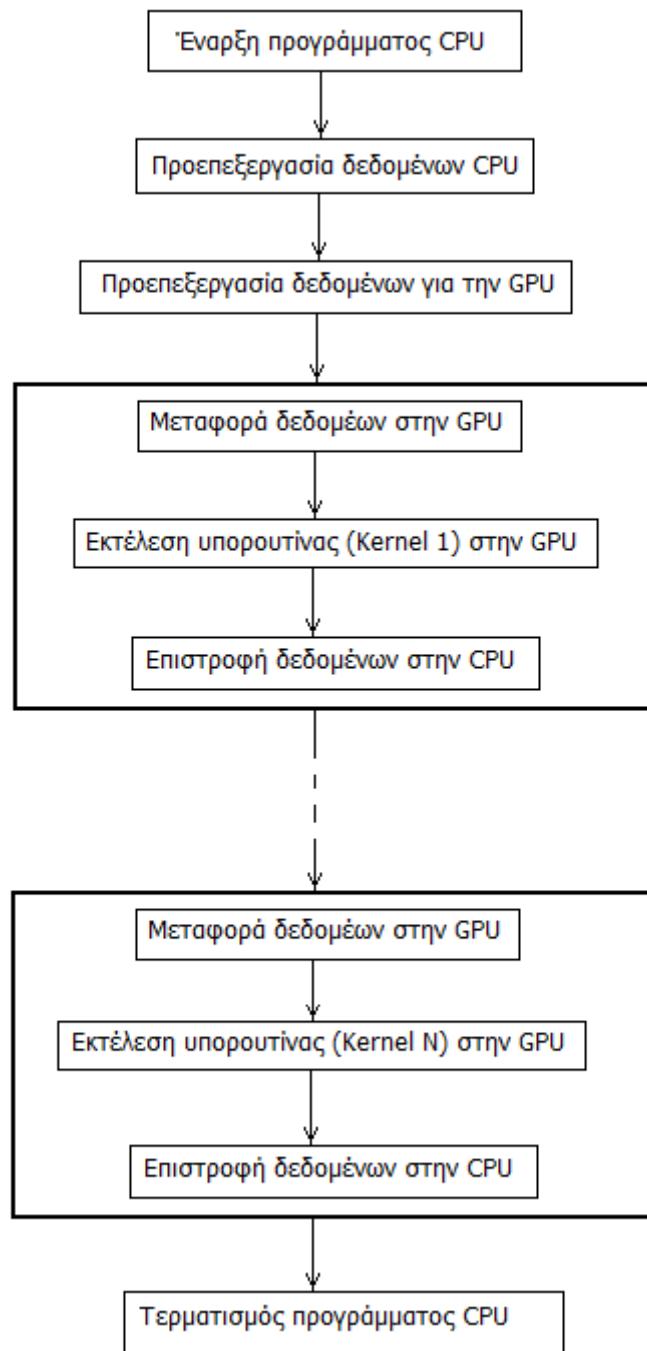 Έναρξη προγράμματος CPU
Προεπεξεργασία δεδομένων CPU
Προεπεξεργασία δεδομένων για την GPU
Μεταφορά δεδομέων στην GPU
Εκτέλεση υπορουτίνας (Kernel 1) στην GPU
Επιστροφή δεδομένων στην CPU
Μεταφορά δεδομέων στην GPU
Εκτέλεση υπορουτίνας (Kernel N) στην GPU
Επιστροφή δεδομένων στην CPU
Τερματισμός προγράμματος CPU